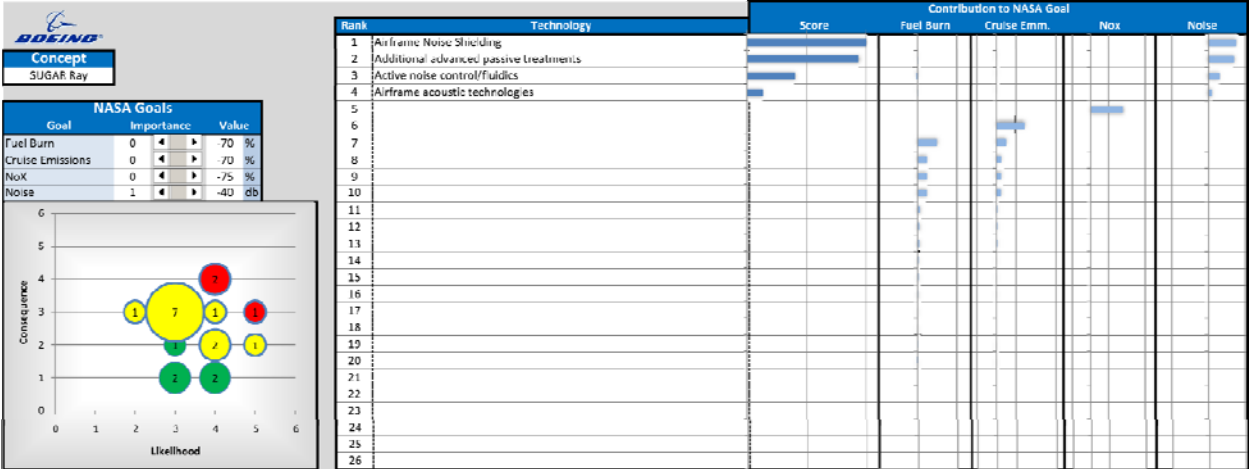 BOEING®
Concept
SUGAR Ray
NASA Goals
Goal Importance Value
Fuel Burn 0 -70 %
Cruise Emissions 0 -70 %
NoX 0 -75 %
Noise 1 -40 db
Contribution to NASA Goal
Rank Technology Score Fuel Burn Cruise Emm. Nox Noise
1 Airframe Noise Shielding
2 Additional advanced passive treatments
3 Active noise control/fluidics
4 Airframe acoustic technologies
5
6
7
8
9
10
11
12
13
14
15
16
17
18
19
20
21
22
23
24
25
26
Consequence
6
5
4
3
2
1
0
2
1 7 1 1
1 2 1
2 2
0 1 2 3 4 5 6
Likelihood